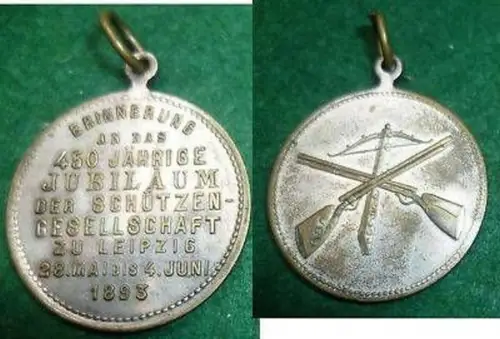 ERINNERUNG
AN DAS
450 JÄHRIGE
JUBILÄUM
DER SCHÜTZEN-
GESELLSCHAFT
ZU LEIPZIG
28. MAI BIS 4. JUNI
1893